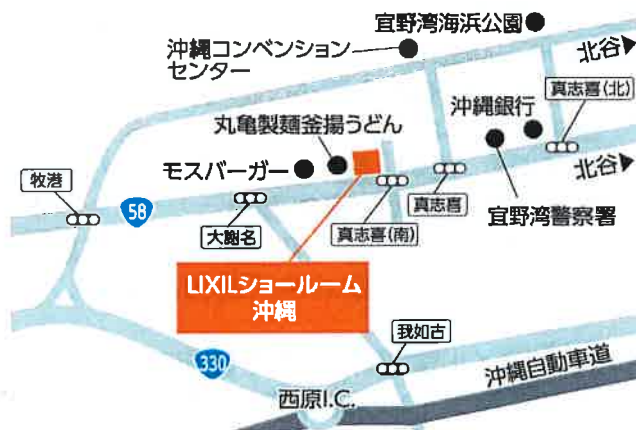 宜野湾海浜公園
沖縄コンベンション
センター
北谷
真志喜(北)
沖縄銀行
丸亀製麺釜揚うどん
モスバーガー
北谷
牧港
58
大謝名
真志喜(南)
真志喜
宜野湾警察署
LIXILショールーム
沖縄
我如古
330
沖縄自動車道
西原I.C.